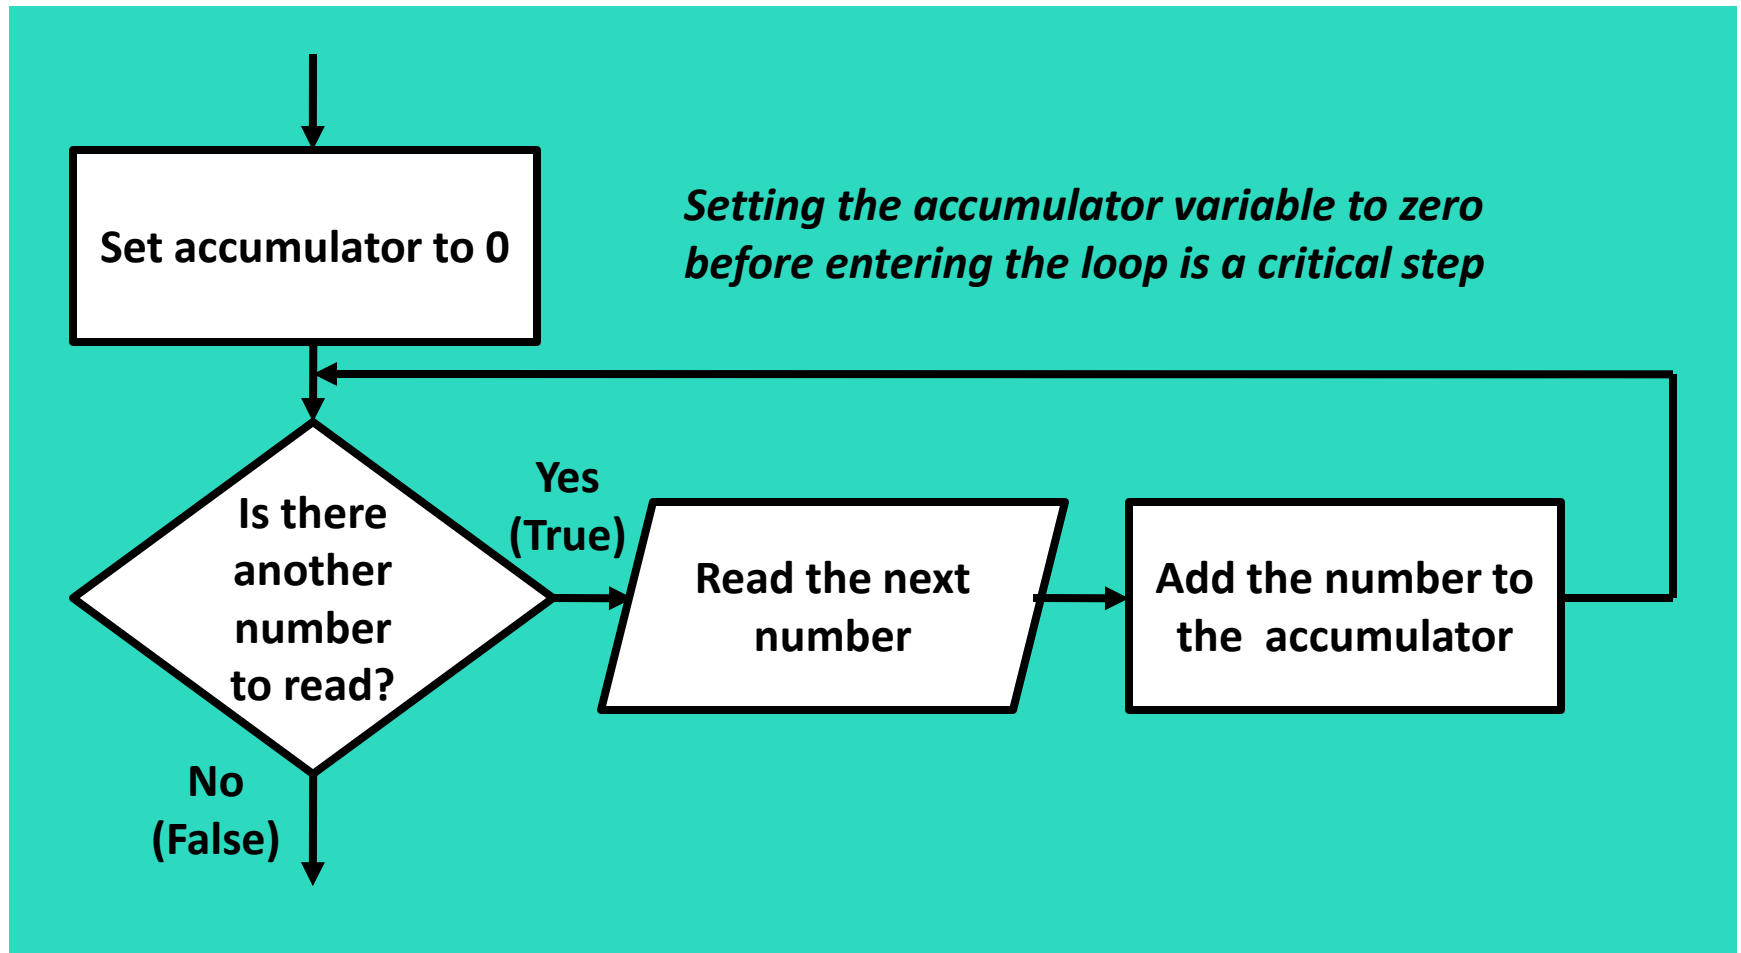 Set accumulator to 0
Setting the accumulator variable to zero
before entering the loop is a critical step
Is there
another
number
to read?
Yes
(True)
Read the next
number
Add the number to
the  accumulator
No
(False)